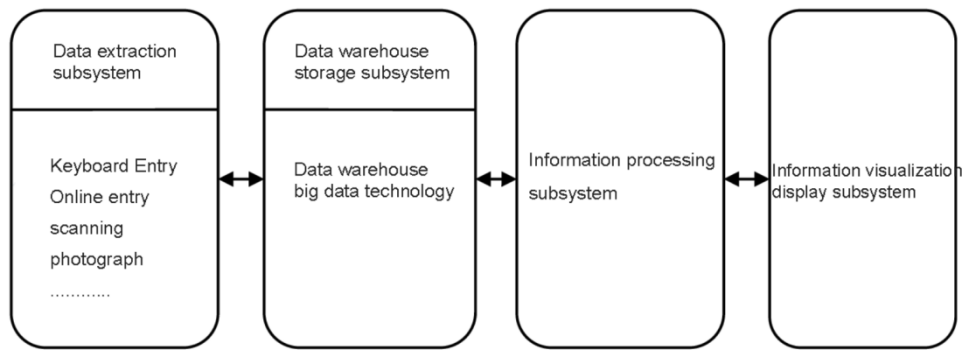 Data extraction
subsystem
Keyboard Entry
Online entry
scanning
photograph
............
Data warehouse
storage subsystem
Data warehouse
big data technology
Information processing
subsystem
Information visualization
display subsystem